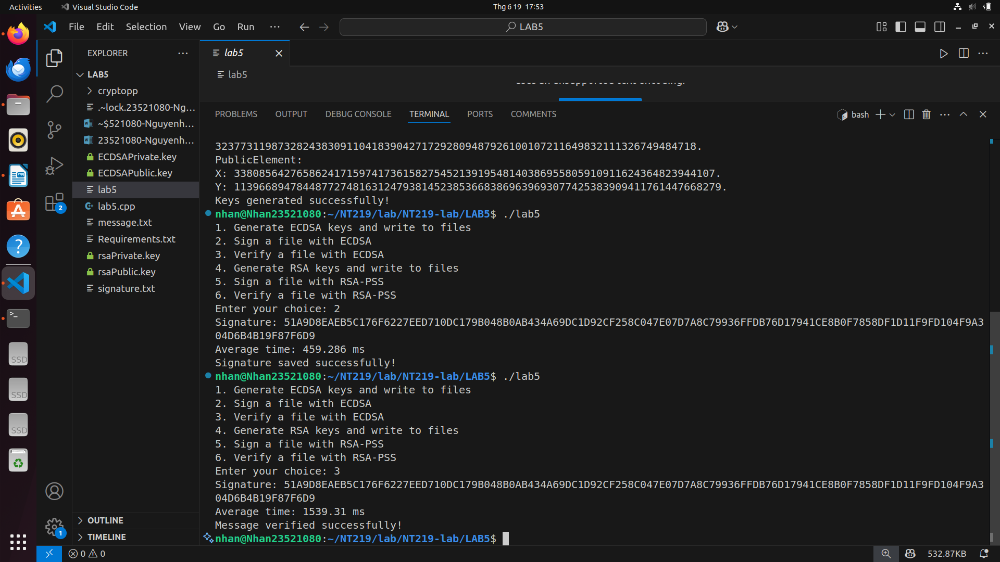 Activities
Visual Studio Code
Thg 6 19 17:53
File Edit Selection View Go Run ···
LAB5
EXPLORER ···
LAB5
cryptopp
.~lock.23521080-Ng...
~$521080-Nguyenh...
23521080-Nguyenh...
ECDSAPrivate.key
ECDSAPublic.key
lab5
lab5.cpp
message.txt
Requirements.txt
rsaPrivate.key
rsaPublic.key
signature.txt
OUTLINE
TIMELINE
2
1
SSD
SSD
SSD
lab5
lab5
uses an unsupported text encoding.
PROBLEMS OUTPUT DEBUG CONSOLE TERMINAL PORTS COMMENTS
bash
32377311987328243830911041839042717292809487926100107211649832111326749484718.
PublicElement:
X: 33808564276586241715974173615827545213919548140386955805910911624364823944107.
Y: 113966894784487727481631247938145238536683869639693077425383909411761447668279.
Keys generated successfully!
nhan@Nhan23521080:~/NT219/lab/NT219-lab/LAB5$ ./lab5
1. Generate ECDSA keys and write to files
2. Sign a file with ECDSA
3. Verify a file with ECDSA
4. Generate RSA keys and write to files
5. Sign a file with RSA-PSS
6. Verify a file with RSA-PSS
Enter your choice: 2
Signature: 51A9D8EAEB5C176F6227EED710DC179B048B0AB434A69DC1D92CF258C047E07D7A8C79936FFDB76D17941CE8B0F7858DF1D11F9FD104F9A3
04D6B4B19F87F6D9
Average time: 459.286 ms
Signature saved successfully!
nhan@Nhan23521080:~/NT219/lab/NT219-lab/LAB5$ ./lab5
1. Generate ECDSA keys and write to files
2. Sign a file with ECDSA
3. Verify a file with ECDSA
4. Generate RSA keys and write to files
5. Sign a file with RSA-PSS
6. Verify a file with RSA-PSS
Enter your choice: 3
Signature: 51A9D8EAEB5C176F6227EED710DC179B048B0AB434A69DC1D92CF258C047E07D7A8C79936FFDB76D17941CE8B0F7858DF1D11F9FD104F9A3
04D6B4B19F87F6D9
Average time: 1539.31 ms
Message verified successfully!
nhan@Nhan23521080:~/NT219/lab/NT219-lab/LAB5$
0 0
532.87KB